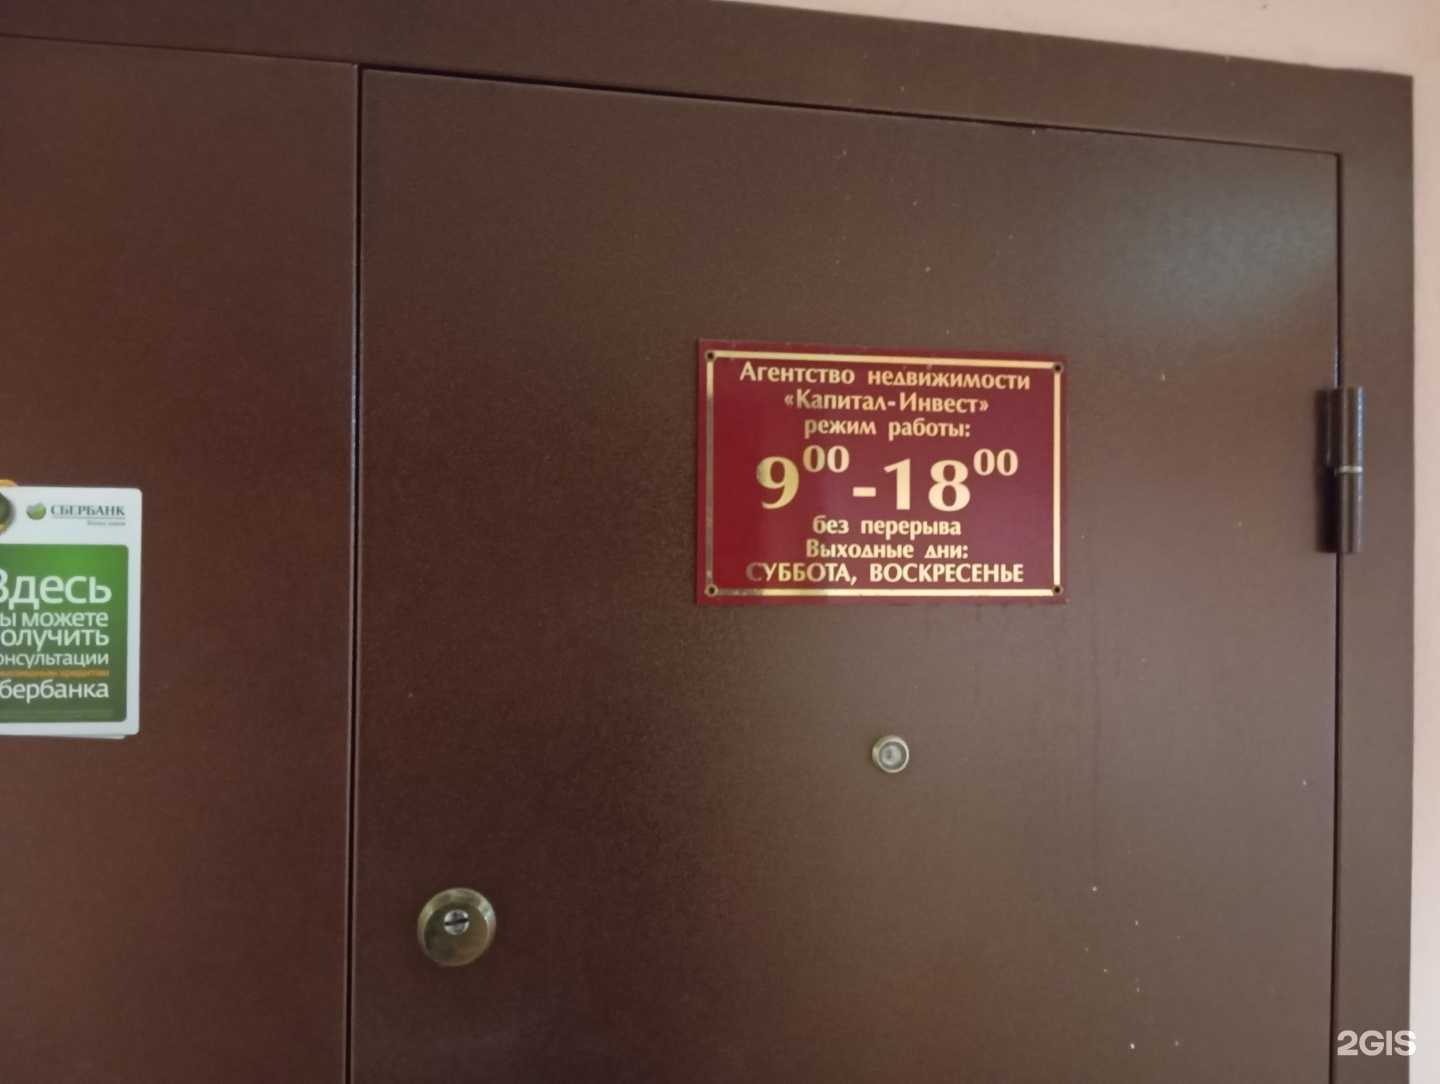 Агентство недвижимости
«Капитал-Инвест»
режим работы:
9⁰⁰-18⁰⁰
без перерыва
Выходные дни:
СУББОТА, ВОСКРЕСЕНЬЕ
СБЕРБАНК
Здесь
ы можете
олучить
онсультации
бербанка
2GIS